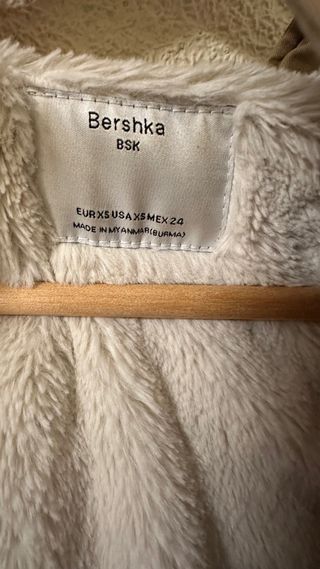 Bershka
BSK
EUR XS USA XS MEX 24
MADE IN MYANMAR(BURMA)